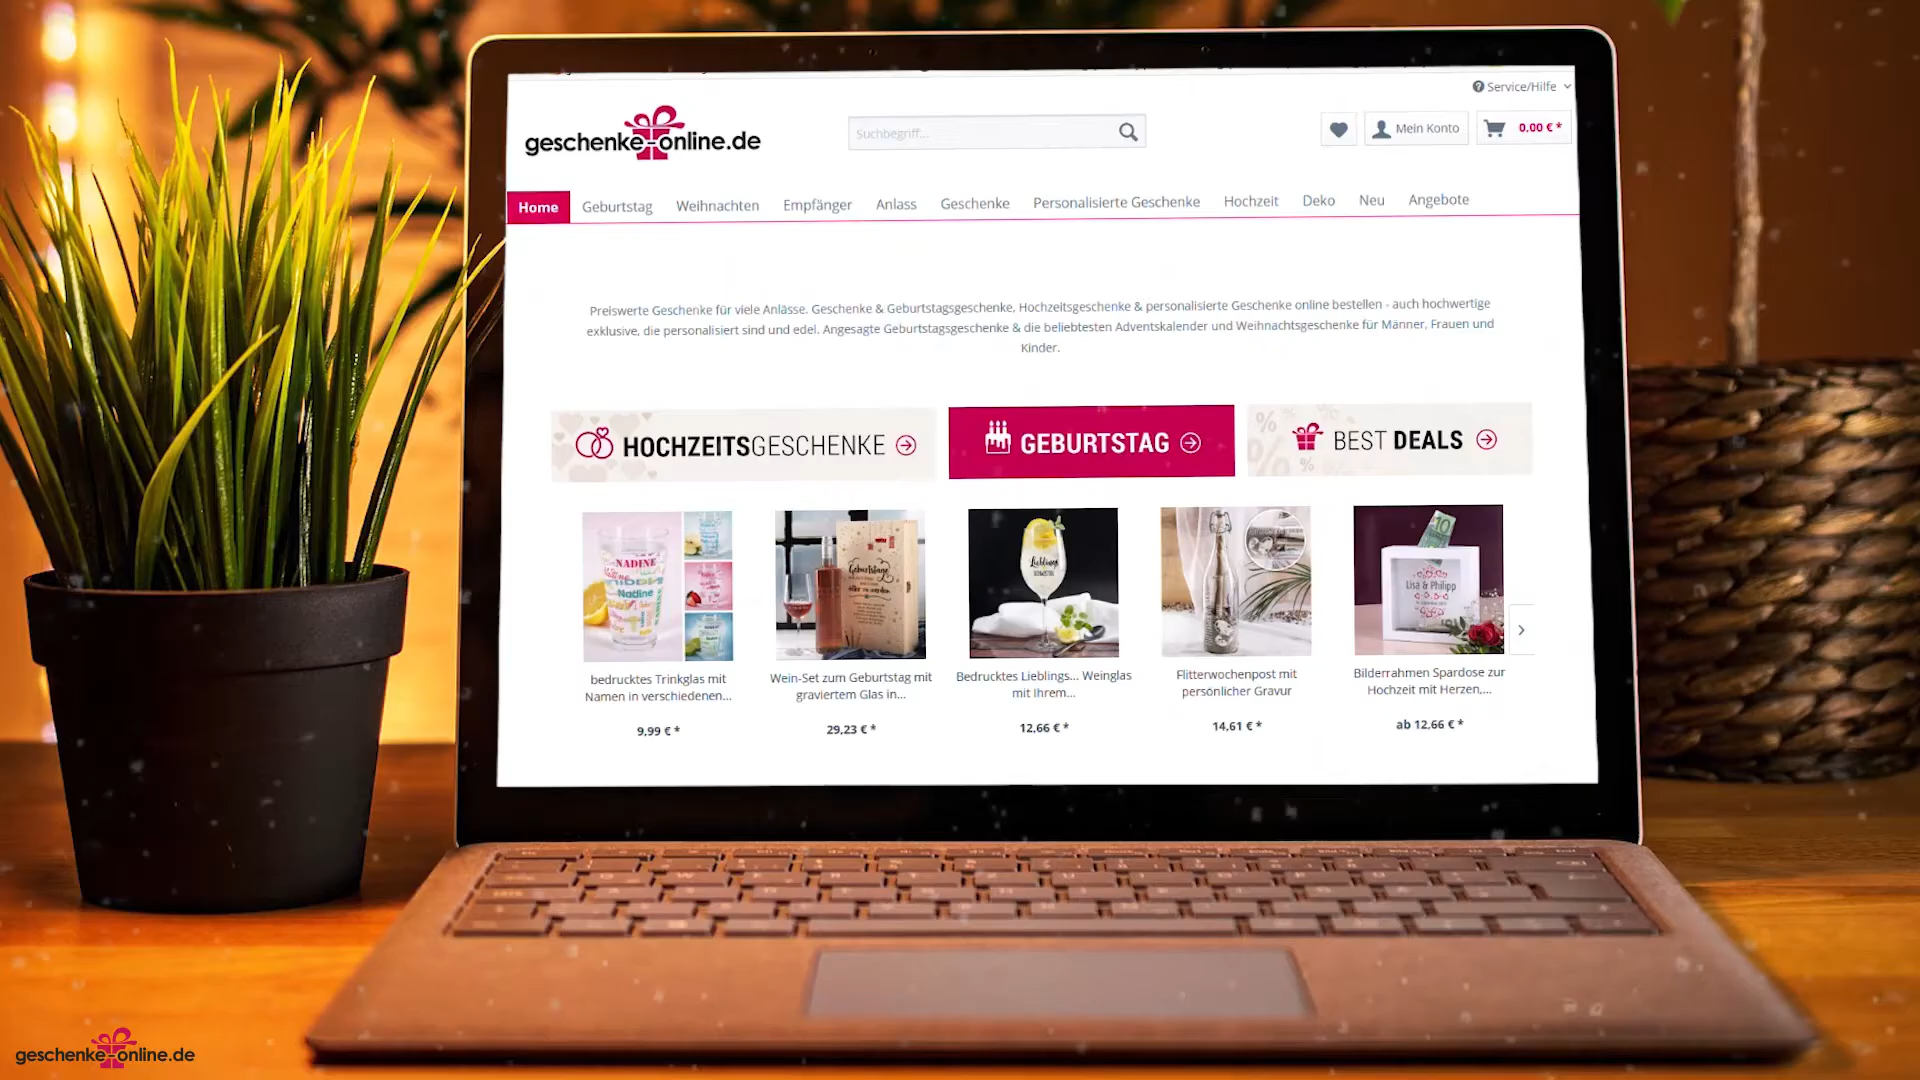 Service/Hilfe
geschenke-online.de
Suchbegriff...
Mein Konto
0,00 € *
Home Geburtstag Weihnachten Empfänger Anlass Geschenke Personalisierte Geschenke Hochzeit Deko Neu Angebote
Preiswerte Geschenke für viele Anlässe. Geschenke & Geburtstagsgeschenke, Hochzeitsgeschenke & personalisierte Geschenke online bestellen - auch hochwertige
exklusive, die personalisiert sind und edel. Angesagte Geburtstagsgeschenke & die beliebtesten Adventskalender und Weihnachtsgeschenke für Männer, Frauen und
Kinder.
HOCHZEITSGESCHENKE
GEBURTSTAG
BEST DEALS
NADINE
Nadine
Geburtstag
Lieblings
10
Lisa & Philipp
bedrucktes Trinkglas mit
Namen in verschiedenen...
9,99 € *
Wein-Set zum Geburtstag mit
graviertem Glas in...
29,23 € *
Bedrucktes Lieblings... Weinglas
mit Ihrem...
12,66 € *
Flitterwochenpost mit
persönlicher Gravur
14,61 € *
Bilderrahmen Spardose zur
Hochzeit mit Herzen,...
ab 12,66 € *
geschenke-online.de